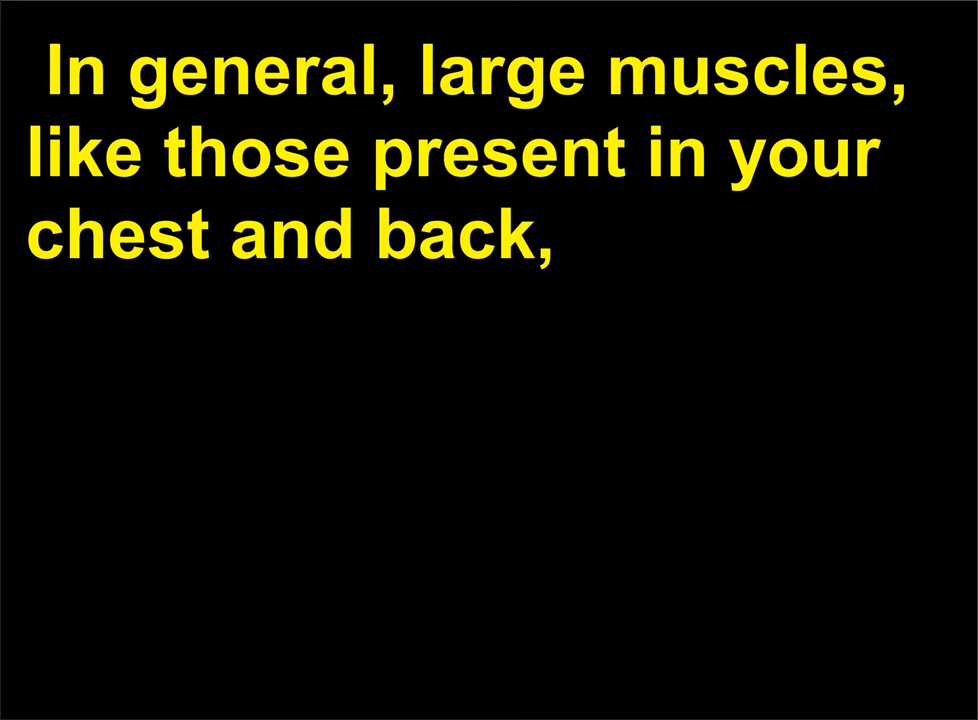 In general, large muscles,
like those present in your
chest and back,